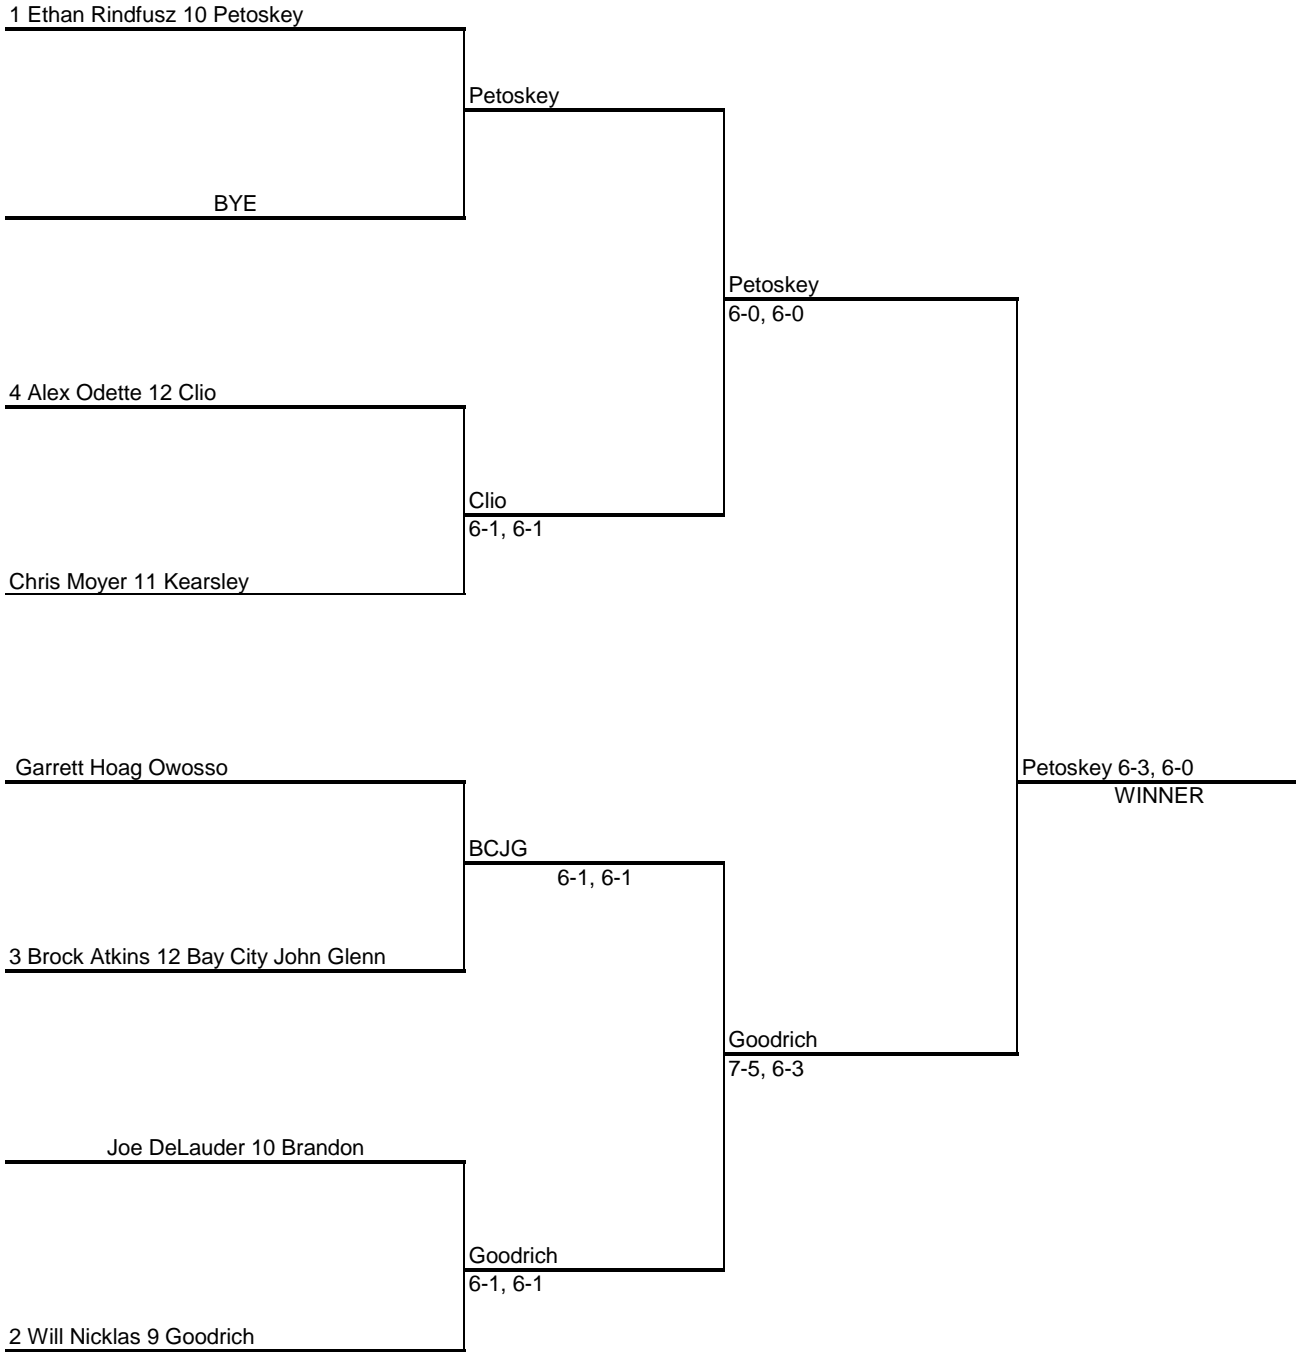 1 Ethan Rindfusz 10 Petoskey
Petoskey
BYE
Petoskey
6-0, 6-0
4 Alex Odette 12 Clio
Clio
6-1, 6-1
Chris Moyer 11 Kearsley
Garrett Hoag Owosso
Petoskey 6-3, 6-0
WINNER
BCJG
6-1, 6-1
3 Brock Atkins 12 Bay City John Glenn
Goodrich
7-5, 6-3
Joe DeLauder 10 Brandon
Goodrich
6-1, 6-1
2 Will Nicklas 9 Goodrich